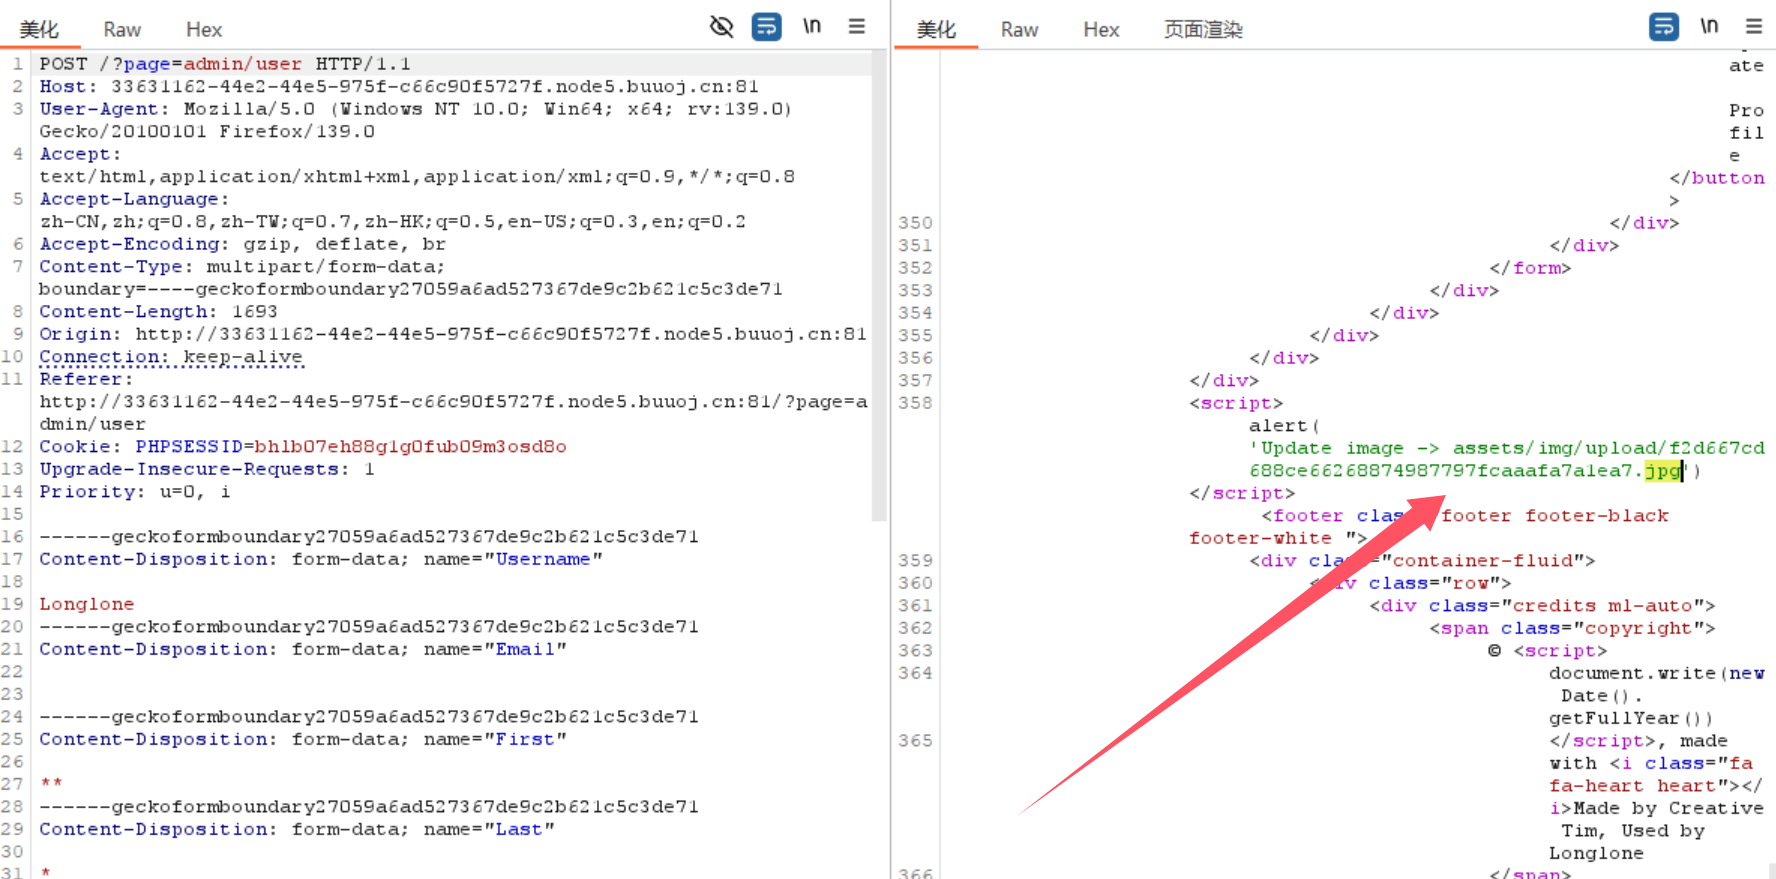 美化 Raw Hex \n
1 POST /?page=admin/user HTTP/1.1
2 Host: 33631162-44e2-44e5-975f-c66c90f5727f.node5.buuoj.cn:81
3 User-Agent: Mozilla/5.0 (Windows NT 10.0; Win64; x64; rv:139.0)
Gecko/20100101 Firefox/139.0
4 Accept:
text/html,application/xhtml+xml,application/xml;q=0.9,*/*;q=0.8
5 Accept-Language:
zh-CN,zh;q=0.8,zh-TW;q=0.7,zh-HK;q=0.5,en-US;q=0.3,en;q=0.2
6 Accept-Encoding: gzip, deflate, br
7 Content-Type: multipart/form-data;
boundary=----geckoformboundary27059a6ad527367de9c2b621c5c3de71
8 Content-Length: 1693
9 Origin: http://33631162-44e2-44e5-975f-c66c90f5727f.node5.buuoj.cn:81
10 Connection: keep-alive
11 Referer:
http://33631162-44e2-44e5-975f-c66c90f5727f.node5.buuoj.cn:81/?page=a
dmin/user
12 Cookie: PHPSESSID=bhlb07eh88g1g0fub09m3osd8o
13 Upgrade-Insecure-Requests: 1
14 Priority: u=0, i
15
16 ------geckoformboundary27059a6ad527367de9c2b621c5c3de71
17 Content-Disposition: form-data; name="Username"
18
19 Longlone
20 ------geckoformboundary27059a6ad527367de9c2b621c5c3de71
21 Content-Disposition: form-data; name="Email"
22
23
24 ------geckoformboundary27059a6ad527367de9c2b621c5c3de71
25 Content-Disposition: form-data; name="First"
26
27 **
28 ------geckoformboundary27059a6ad527367de9c2b621c5c3de71
29 Content-Disposition: form-data; name="Last"
30
31 *
美化 Raw Hex 页面渲染 \n
ate
Pro
fil
e
</button
>
350 </div>
351 </div>
352 </form>
353 </div>
354 </div>
355 </div>
356 </div>
357 </div>
358 <script>
alert(
'Update image -> assets/img/upload/f2d667cd
688ce66268874987797fcaaafa7a1ea7.jpg')
</script>
<footer clas footer footer-black
footer-white ">
359 <div class="container-fluid">
360 <div class="row">
361 <div class="credits ml-auto">
362 <span class="copyright">
363 © <script>
364 document.write(new
Date().
getFullYear())
365 </script>, made
with <i class="fa
fa-heart heart"></
i>Made by Creative
Tim, Used by
Longlone
366 </span>